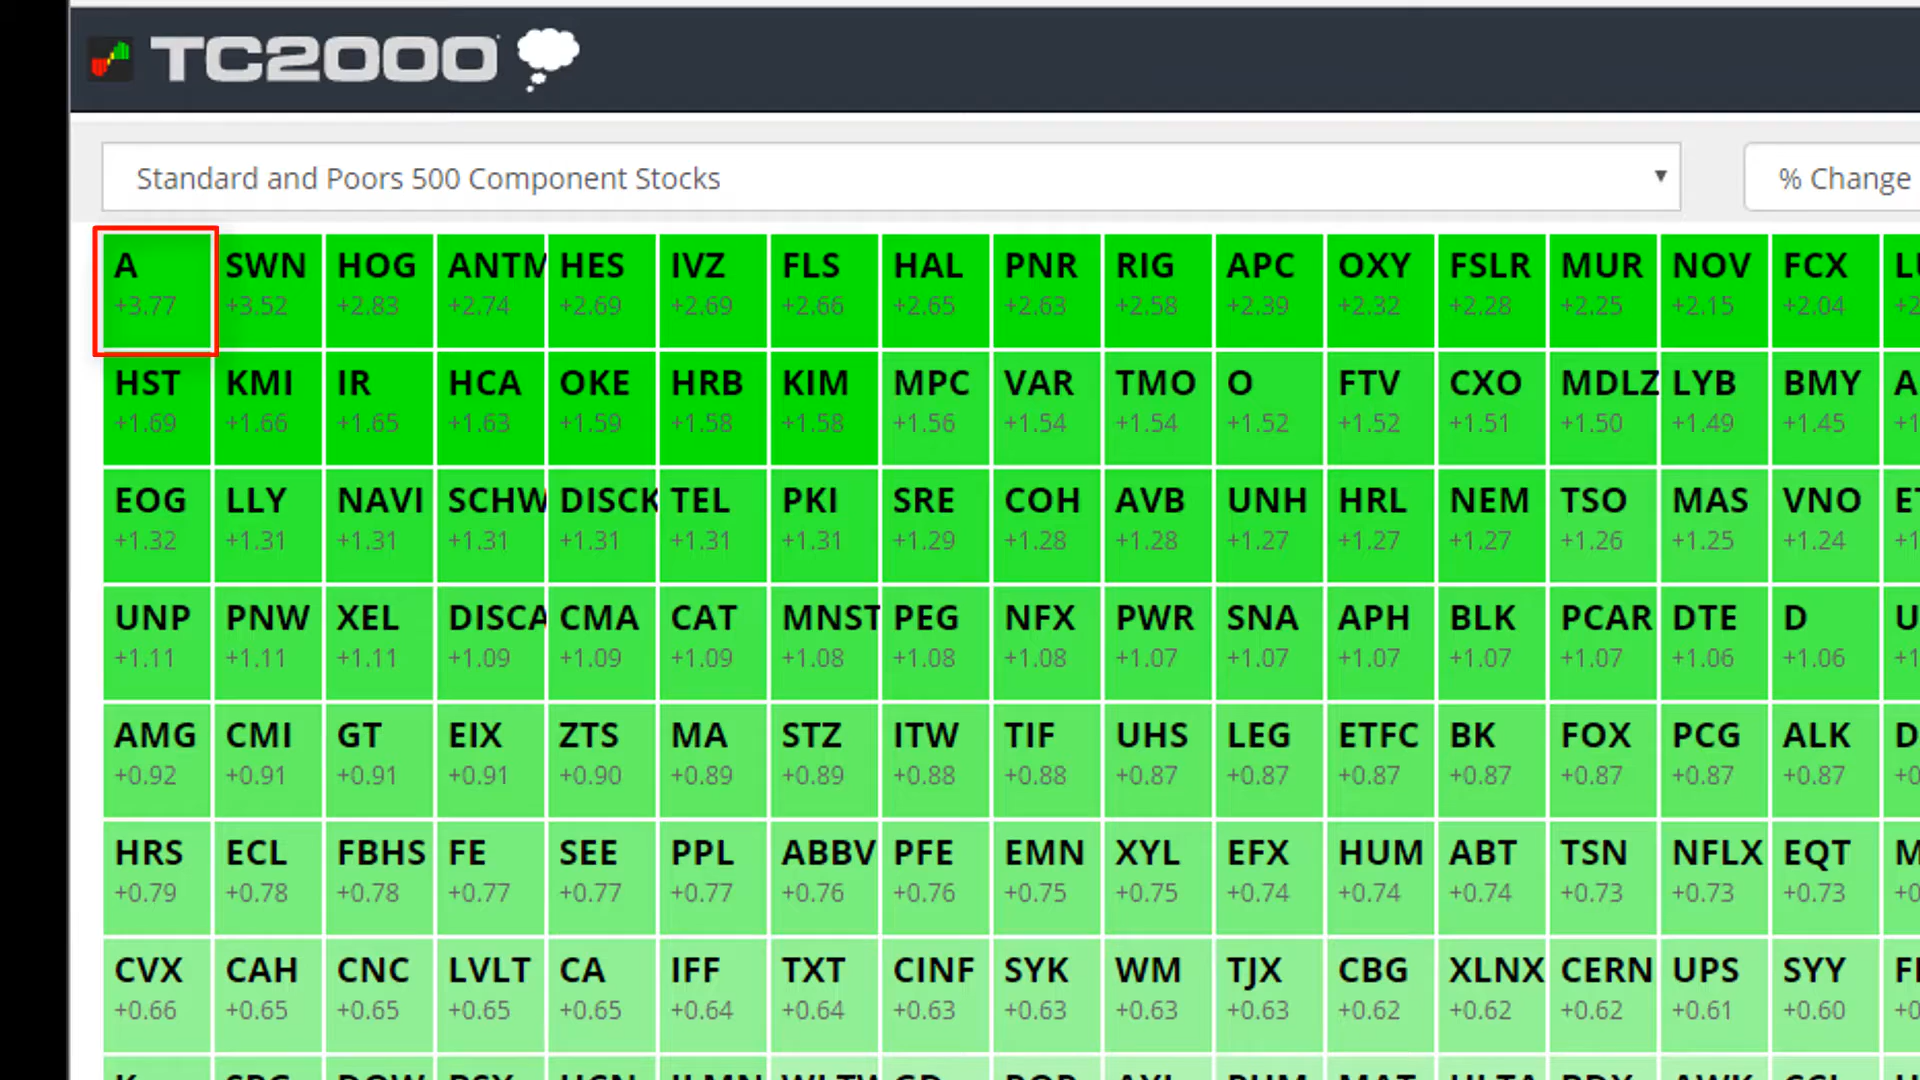 TC2000
Standard and Poors 500 Component Stocks ▼ % Change
A SWN HOG ANTM HES IVZ FLS HAL PNR RIG APC OXY FSLR MUR NOV FCX
+3.77 +3.52 +2.83 +2.74 +2.69 +2.69 +2.66 +2.65 +2.63 +2.58 +2.39 +2.32 +2.28 +2.25 +2.15 +2.04
HST KMI IR HCA OKE HRB KIM MPC VAR TMO O FTV CXO MDLZ LYB BMY
+1.69 +1.66 +1.65 +1.63 +1.59 +1.58 +1.58 +1.56 +1.54 +1.54 +1.52 +1.52 +1.51 +1.50 +1.49 +1.45
EOG LLY NAVI SCHW DISCK TEL PKI SRE COH AVB UNH HRL NEM TSO MAS VNO
+1.32 +1.31 +1.31 +1.31 +1.31 +1.31 +1.31 +1.29 +1.28 +1.28 +1.27 +1.27 +1.27 +1.26 +1.25 +1.24
UNP PNW XEL DISCA CMA CAT MNST PEG NFX PWR SNA APH BLK PCAR DTE D
+1.11 +1.11 +1.11 +1.09 +1.09 +1.09 +1.08 +1.08 +1.08 +1.07 +1.07 +1.07 +1.07 +1.07 +1.06 +1.06
AMG CMI GT EIX ZTS MA STZ ITW TIF UHS LEG ETFC BK FOX PCG ALK
+0.92 +0.91 +0.91 +0.91 +0.90 +0.89 +0.89 +0.88 +0.88 +0.87 +0.87 +0.87 +0.87 +0.87 +0.87 +0.87
HRS ECL FBHS FE SEE PPL ABBV PFE EMN XYL EFX HUM ABT TSN NFLX EQT
+0.79 +0.78 +0.78 +0.77 +0.77 +0.77 +0.76 +0.76 +0.75 +0.75 +0.74 +0.74 +0.74 +0.73 +0.73 +0.73
CVX CAH CNC LVLT CA IFF TXT CINF SYK WM TJX CBG XLNX CERN UPS SYY
+0.66 +0.65 +0.65 +0.65 +0.65 +0.64 +0.64 +0.63 +0.63 +0.63 +0.63 +0.62 +0.62 +0.62 +0.61 +0.60